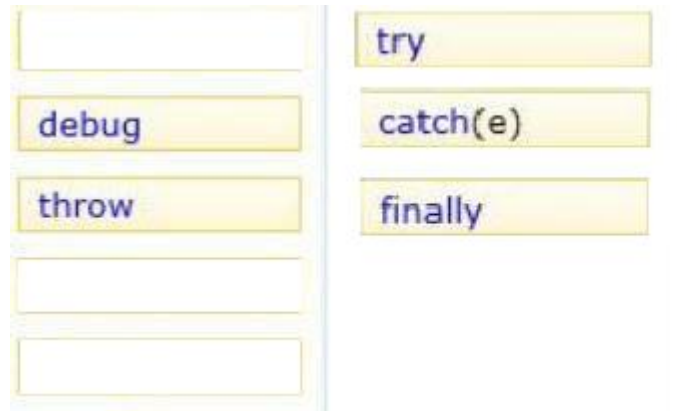 debug
throw
try
catch(e)
finally